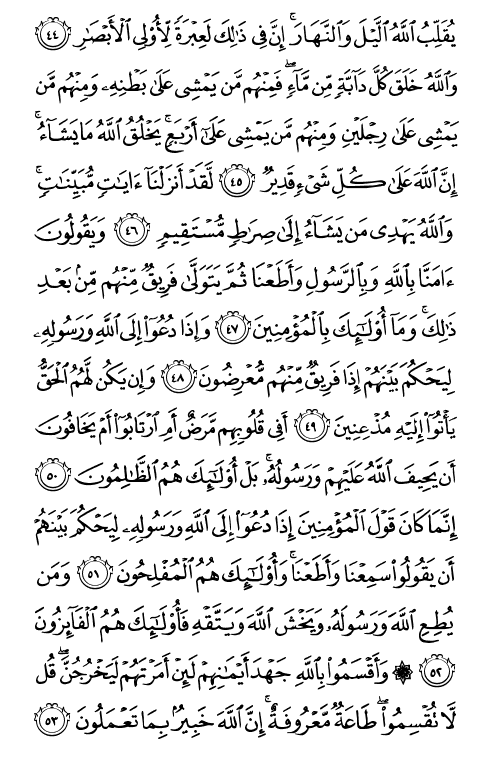 يُقَلِّبُ ٱللَّهُ ٱلَّيۡلَ وَٱلنَّهَارَۚ إِنَّ فِي ذَٰلِكَ لَعِبۡرَةٗ لِّأُوْلِي ٱلۡأَبۡصَٰرِ ٤٤
وَٱللَّهُ خَلَقَ كُلَّ دَآبَّةٖ مِّن مَّآءٖۖ فَمِنۡهُم مَّن يَمۡشِي عَلَىٰ بَطۡنِهِۦ وَمِنۡهُم مَّن
يَمۡشِي عَلَىٰ رِجۡلَيۡنِ وَمِنۡهُم مَّن يَمۡشِي عَلَىٰٓ أَرۡبَعٖۚ يَخۡلُقُ ٱللَّهُ مَا يَشَآءُۚ
إِنَّ ٱللَّهَ عَلَىٰ كُلِّ شَيۡءٖ قَدِيرٞ ٤٥ لَّقَدۡ أَنزَلۡنَآ ءَايَٰتٖ مُّبَيِّنَٰتٖۚ
وَٱللَّهُ يَهۡدِي مَن يَشَآءُ إِلَىٰ صِرَٰطٖ مُّسۡتَقِيمٖ ٤٦ وَيَقُولُونَ
ءَامَنَّا بِٱللَّهِ وَبِٱلرَّسُولِ وَأَطَعۡنَا ثُمَّ يَتَوَلَّىٰ فَرِيقٞ مِّنۡهُم مِّنۢ بَعۡدِ
ذَٰلِكَۚ وَمَآ أُوْلَٰٓئِكَ بِٱلۡمُؤۡمِنِينَ ٤٧ وَإِذَا دُعُوٓاْ إِلَى ٱللَّهِ وَرَسُولِهِۦ
لِيَحۡكُمَ بَيۡنَهُمۡ إِذَا فَرِيقٞ مِّنۡهُم مُّعۡرِضُونَ ٤٨ وَإِن يَكُن لَّهُمُ ٱلۡحَقُّ
يَأۡتُوٓاْ إِلَيۡهِ مُذۡعِنِينَ ٤٩ أَفِي قُلُوبِهِم مَّرَضٌ أَمِ ٱرۡتَابُوٓاْ أَمۡ يَخَافُونَ
أَن يَحِيفَ ٱللَّهُ عَلَيۡهِمۡ وَرَسُولُهُۥۚ بَلۡ أُوْلَٰٓئِكَ هُمُ ٱلظَّٰلِمُونَ ٥٠
إِنَّمَا كَانَ قَوۡلَ ٱلۡمُؤۡمِنِينَ إِذَا دُعُوٓاْ إِلَى ٱللَّهِ وَرَسُولِهِۦ لِيَحۡكُمَ بَيۡنَهُمۡ
أَن يَقُولُواْ سَمِعۡنَا وَأَطَعۡنَاۚ وَأُوْلَٰٓئِكَ هُمُ ٱلۡمُفۡلِحُونَ ٥١ وَمَن
يُطِعِ ٱللَّهَ وَرَسُولَهُۥ وَيَخۡشَ ٱللَّهَ وَيَتَّقۡهِ فَأُوْلَٰٓئِكَ هُمُ ٱلۡفَآئِزُونَ
٥٢ ۞ وَأَقۡسَمُواْ بِٱللَّهِ جَهۡدَ أَيۡمَٰنِهِمۡ لَئِنۡ أَمَرۡتَهُمۡ لَيَخۡرُجُنَّۖ قُل
لَّا تُقۡسِمُواْۖ طَاعَةٞ مَّعۡرُوفَةٌۚ إِنَّ ٱللَّهَ خَبِيرُۢ بِمَا تَعۡمَلُونَ ٥٣